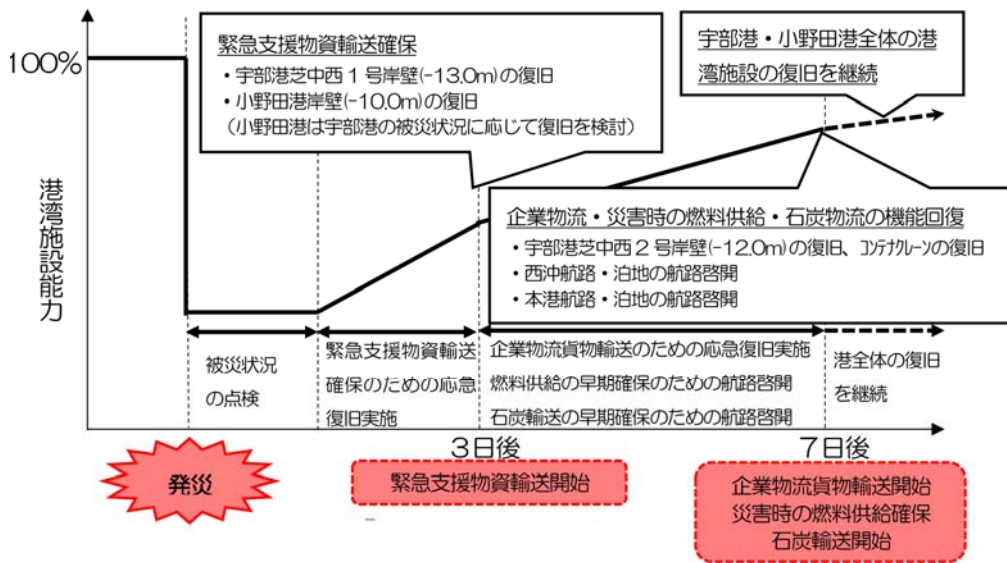 緊急支援物資輸送確保
・宇部港芝中西1号岸壁(-13.0m)の復旧
・小野田港岸壁(-10.0m)の復旧
（小野田港は宇部港の被災状況に応じて復旧を検討）
宇部港・小野田港全体の港
湾施設の復旧を継続
100%
港湾施設能力
企業物流・災害時の燃料供給・石炭物流の機能回復
・宇部港芝中西2号岸壁(-12.0m)の復旧、コンテナクレーンの復旧
・西沖航路・泊地の航路啓開
・本港航路・泊地の航路啓開
被災状況
の点検
緊急支援物資輸送
確保のための応急
復旧実施
企業物流貨物輸送のための応急復旧実施
燃料供給の早期確保のための航路啓開
石炭輸送の早期確保のための航路啓開
港全体の復旧
を継続
3日後
7日後
発災
緊急支援物資輸送開始
企業物流貨物輸送開始
災害時の燃料供給確保
石炭輸送開始